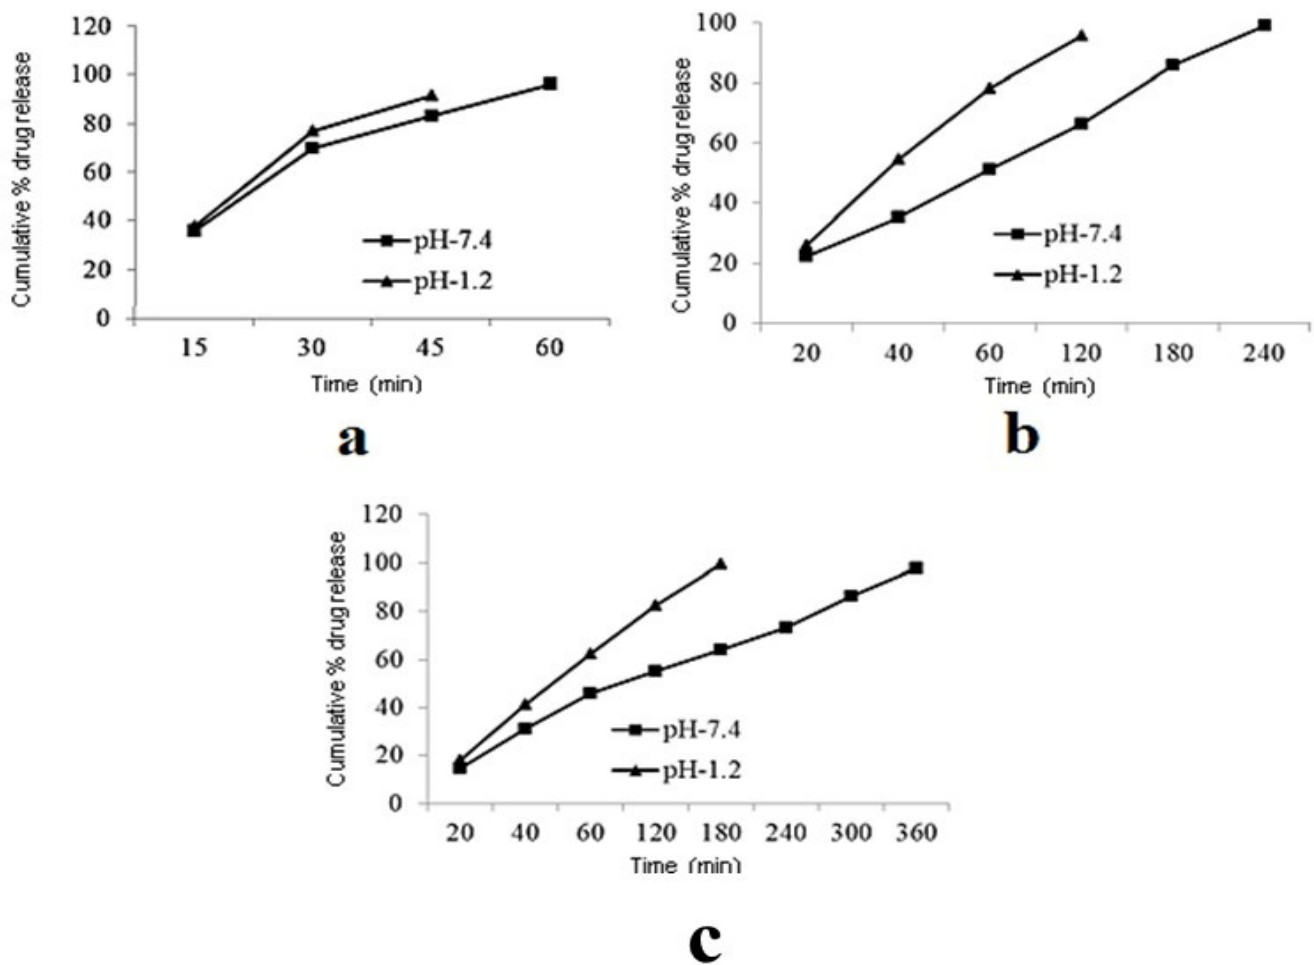 120
100
80
60
40
20
0
Cumulative % drug release
pH-7.4
pH-1.2
15 30 45 60
Time (min)
a
100
80
60
40
20
0
Cumulative % drug release
pH-7.4
pH-1.2
20 40 60 120 180 240
Time (min)
b
120
100
80
60
40
20
0
Cumulative % drug release
pH-7.4
pH-1.2
20 40 60 120 180 240 300 360
Time (min)
c